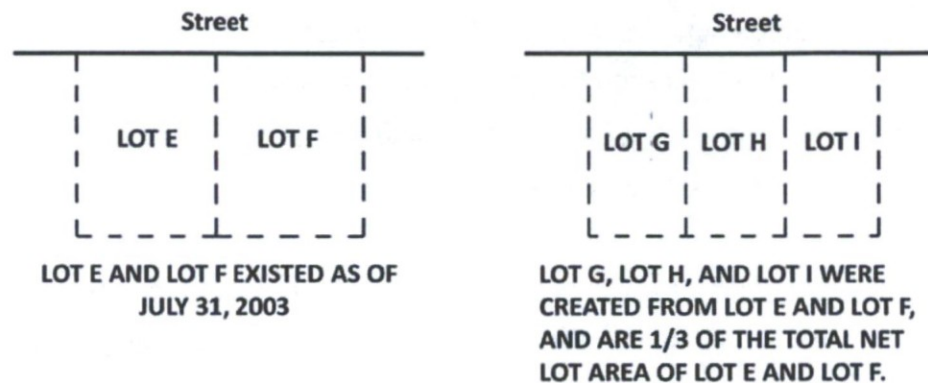 Street
LOT E
LOT F
LOT E AND LOT F EXISTED AS OF
JULY 31, 2003
Street
LOT G
LOT H
LOT I
LOT G, LOT H, AND LOT I WERE
CREATED FROM LOT E AND LOT F,
AND ARE 1/3 OF THE TOTAL NET
LOT AREA OF LOT E AND LOT F.